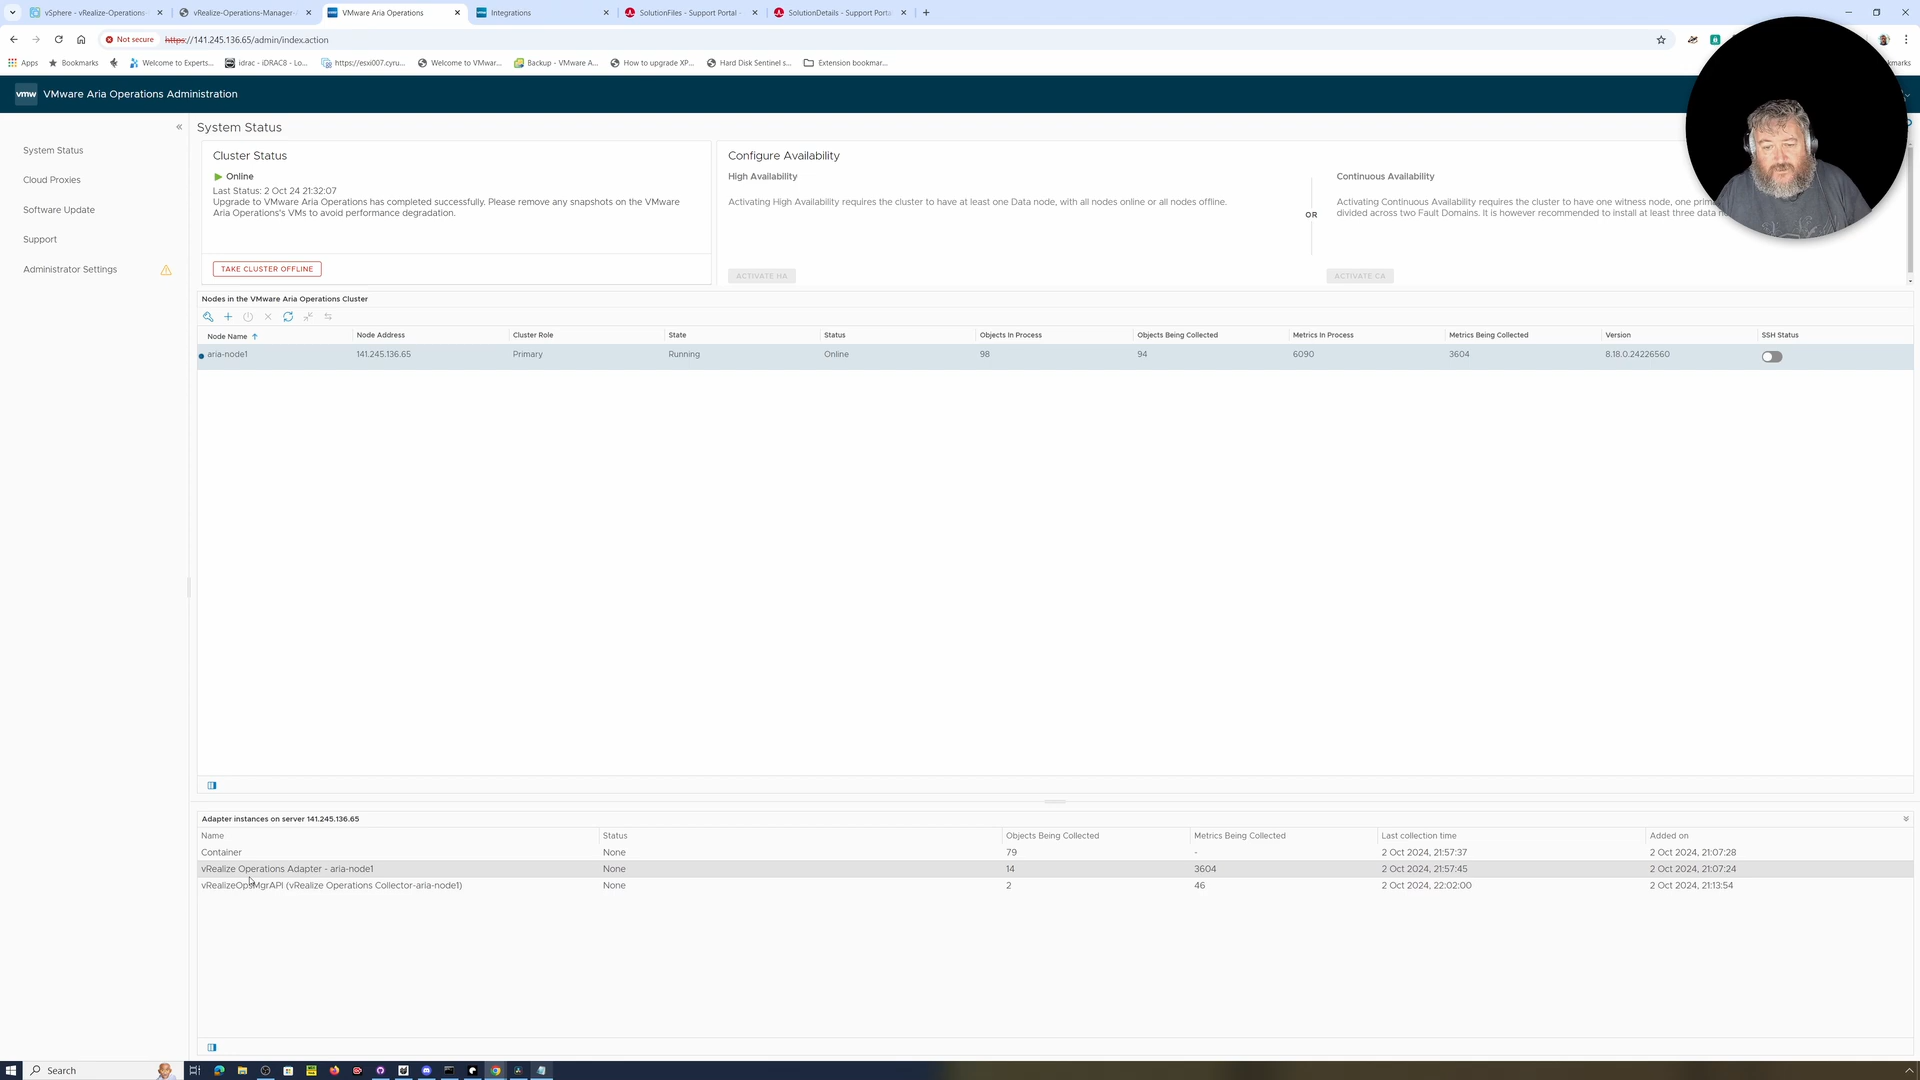 vSphere - vRealize-Operations-
vRealize-Operations-Manager-
VMware Aria Operations
Integrations
SolutionFiles - Support Portal -
SolutionDetails - Support Porta
Not secure
https://141.245.136.65/admin/index.action
Apps
Bookmarks
Welcome to Experts...
idrac - iDRAC8 - Lo...
https://esxi007.cyru...
Welcome to VMwar...
Backup - VMware A...
How to upgrade XP...
Hard Disk Sentinel s...
Extension bookmar...
kmarks
vmw VMware Aria Operations Administration
System Status
Cloud Proxies
Software Update
Support
Administrator Settings
System Status
Cluster Status
Online
Last Status: 2 Oct 24 21:32:07
Upgrade to VMware Aria Operations has completed successfully. Please remove any snapshots on the VMware
Aria Operations's VMs to avoid performance degradation.
TAKE CLUSTER OFFLINE
Configure Availability
High Availability
Activating High Availability requires the cluster to have at least one Data node, with all nodes online or all nodes offline.
ACTIVATE HA
OR
Continuous Availability
Activating Continuous Availability requires the cluster to have one witness node, one prim
divided across two Fault Domains. It is however recommended to install at least three data n
ACTIVATE CA
Nodes in the VMware Aria Operations Cluster
Node Name Node Address Cluster Role State Status Objects In Process Objects Being Collected Metrics In Process Metrics Being Collected Version SSH Status
aria-node1 141.245.136.65 Primary Running Online 98 94 6090 3604 8.18.0.24226560
Adapter instances on server 141.245.136.65
Name Status Objects Being Collected Metrics Being Collected Last collection time Added on
Container None 79 - 2 Oct 2024, 21:57:37 2 Oct 2024, 21:07:28
vRealize Operations Adapter - aria-node1 None 14 3604 2 Oct 2024, 21:57:45 2 Oct 2024, 21:07:24
vRealizeOpsMgrAPI (vRealize Operations Collector-aria-node1) None 2 46 2 Oct 2024, 22:02:00 2 Oct 2024, 21:13:54
Search